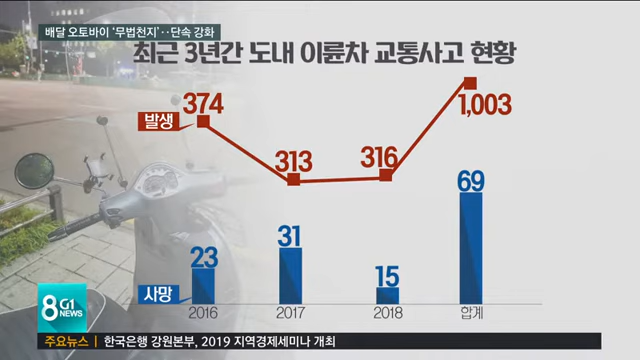 배달 오토바이 '무법천지'‥단속 강화
최근 3년간 도내 이륜차 교통사고 현황
발생
374
313
316
1,003
사망
23
31
15
69
2016
2017
2018
합계
8 G1 NEWS
주요뉴스 한국은행 강원본부, 2019 지역경제세미나 개최